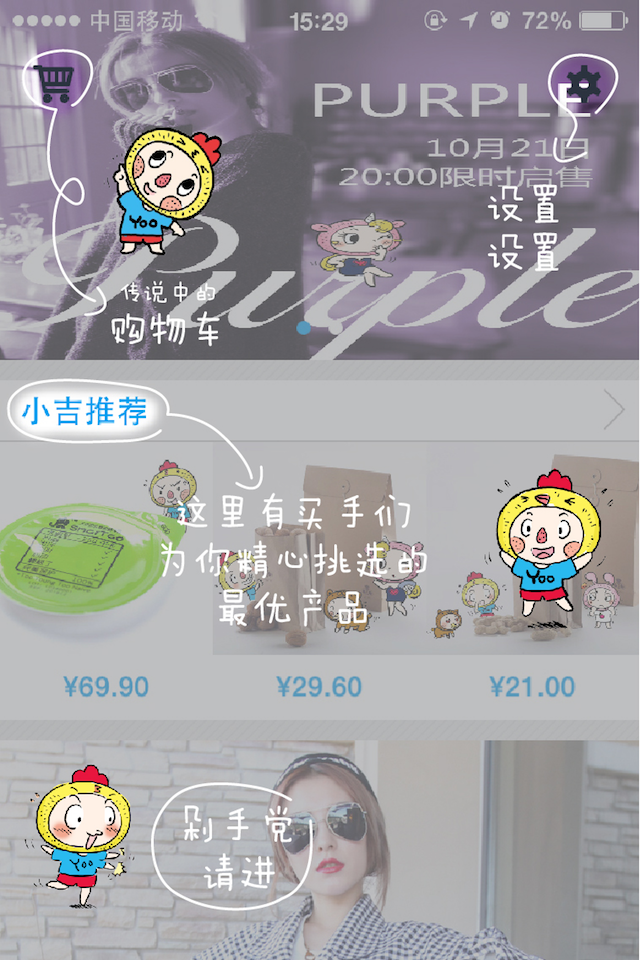 中国移动 15:29 72%
PURPLE
10月21日
20:00限时启售
设置
设置
Purple
Yoo
传说中的
购物车
小吉推荐
这里有买手们
为你精心挑选的
最优产品
Yoo
¥69.90 ¥29.60 ¥21.00
剁手党
请进
Yoo